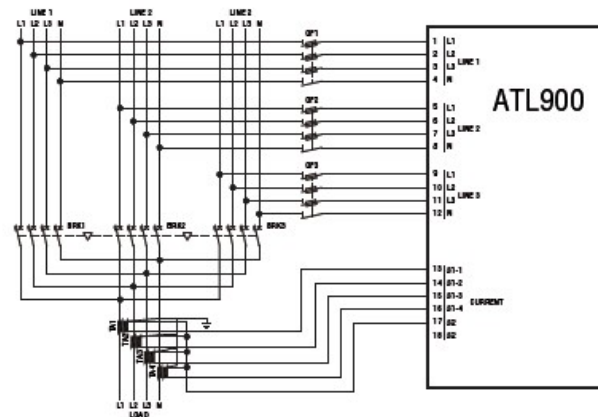 LINE 1 LINE 2 LINE 2
L1 L2 L3 N L1 L2 L3 N L1 L2 L3 N
QF1
1 L1
2 L2
3 L3 LINE 1
4 N
ATL900
QF2
5 L1
6 L2
7 L3 LINE 2
8 N
QF3
9 L1
10 L2
11 L3 LINE 3
12 N
BRK1 BRK2 BRK3
13 S1-1
14 S1-2
15 S1-3
16 S1-4 CURRENT
17 S2
18 S2
TA1
TA2
TA3
TA4
L1 L2 L3 N
LOAD